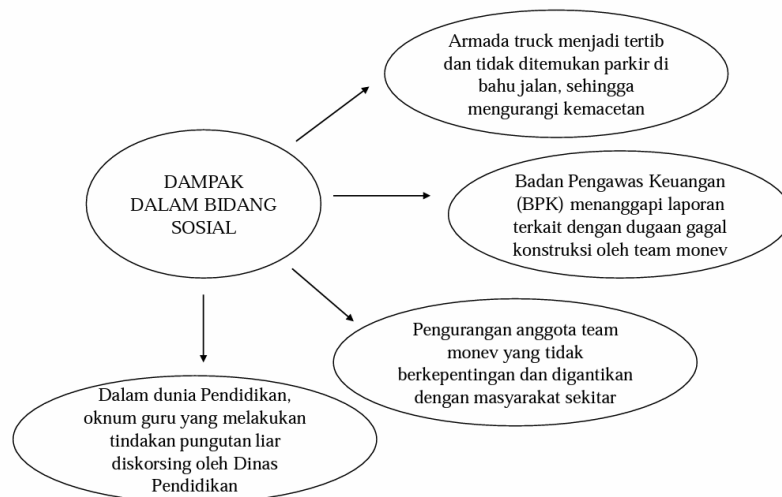 Armada truck menjadi tertib
dan tidak ditemukan parkir di
bahu jalan, sehingga
mengurangi kemacetan
DAMPAK
DALAM BIDANG
SOSIAL
Badan Pengawas Keuangan
(BPK) menanggapi laporan
terkait dengan dugaan gagal
konstruksi oleh team monev
Pengurangan anggota team
monev yang tidak
berkepentingan dan digantikan
dengan masyarakat sekitar
Dalam dunia Pendidikan,
oknum guru yang melakukan
tindakan pungutan liar
diskorsing oleh Dinas
Pendidikan